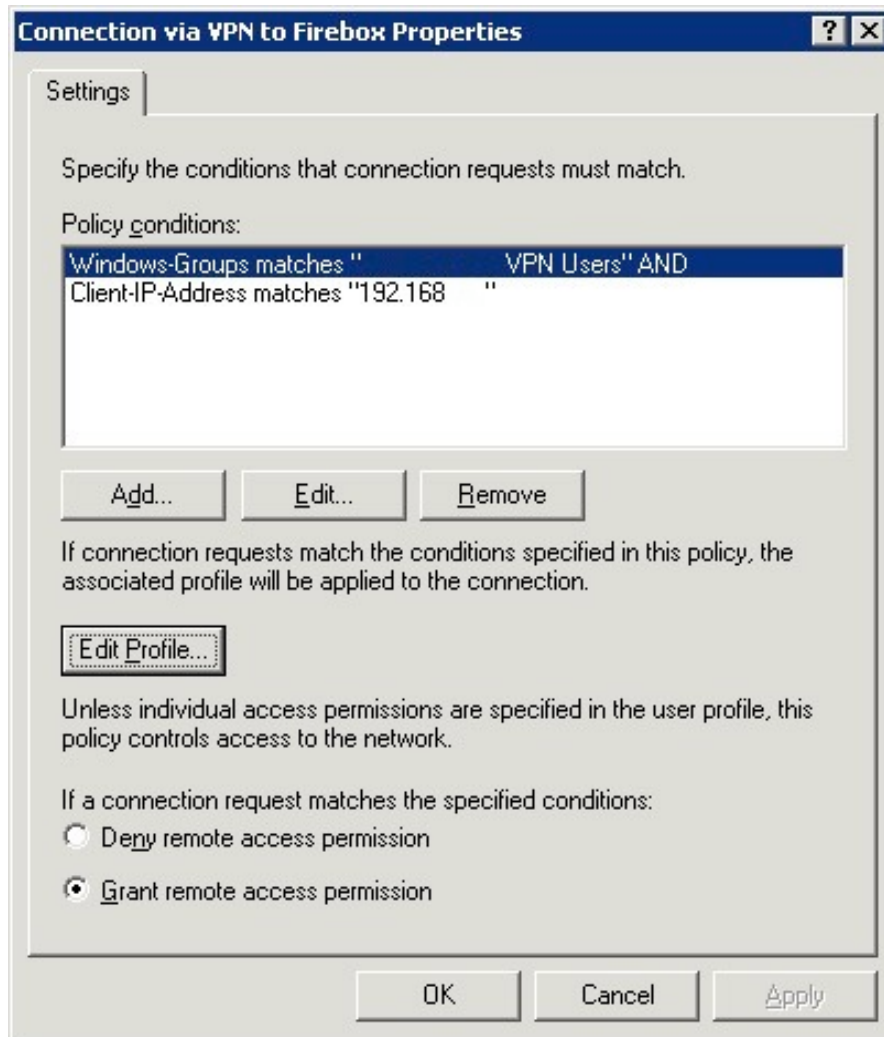 Connection via VPN to Firebox Properties
Settings
Specify the conditions that connection requests must match.
Policy conditions:
Windows-Groups matches " VPN Users" AND
Client-IP-Address matches "192.168 "
Add... Edit... Remove
If connection requests match the conditions specified in this policy, the
associated profile will be applied to the connection.
Edit Profile...
Unless individual access permissions are specified in the user profile, this
policy controls access to the network.
If a connection request matches the specified conditions:
Deny remote access permission
Grant remote access permission
OK Cancel Apply